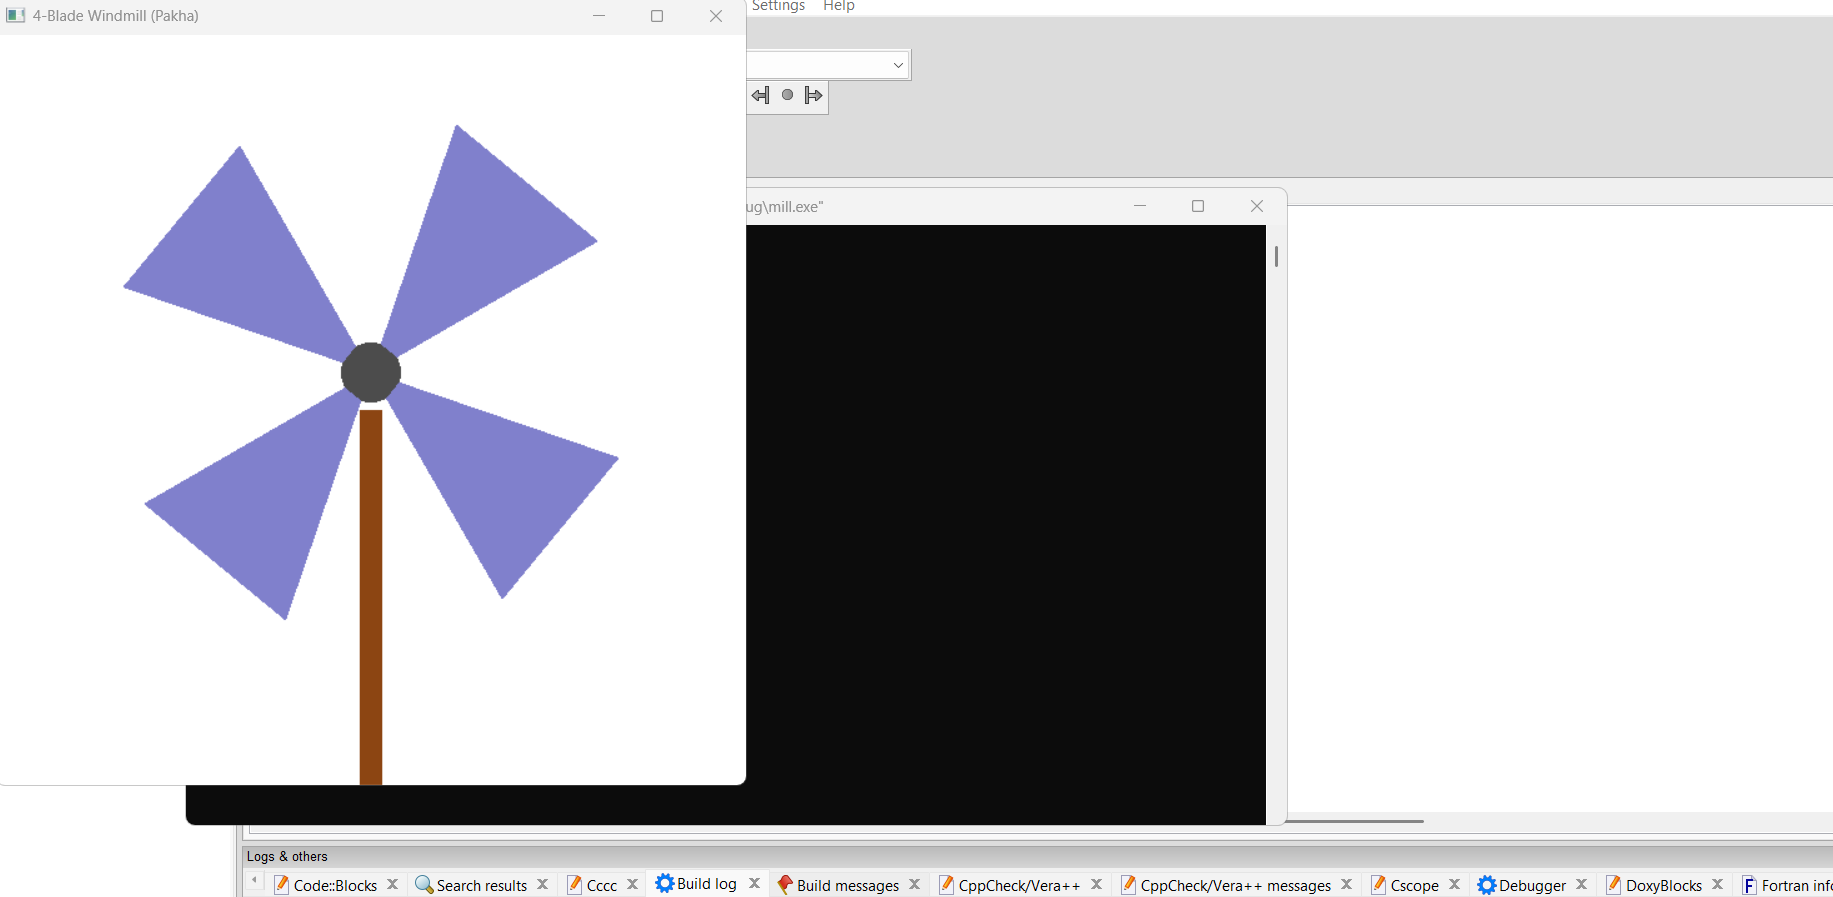 4-Blade Windmill (Pakha)
Settings Help
ug\mill.exe"
Logs & others
Code::Blocks Search results Cccc Build log Build messages CppCheck/Vera++ CppCheck/Vera++ messages Cscope Debugger DoxyBlocks Fortran info